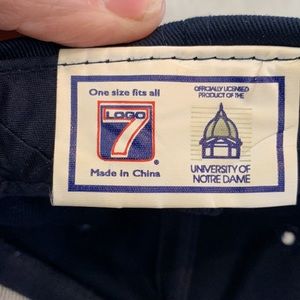 One size fits all
LOGO
7
Made in China
OFFICIALLY LICENSED
PRODUCT OF THE
UNIVERSITY OF
NOTRE DAME